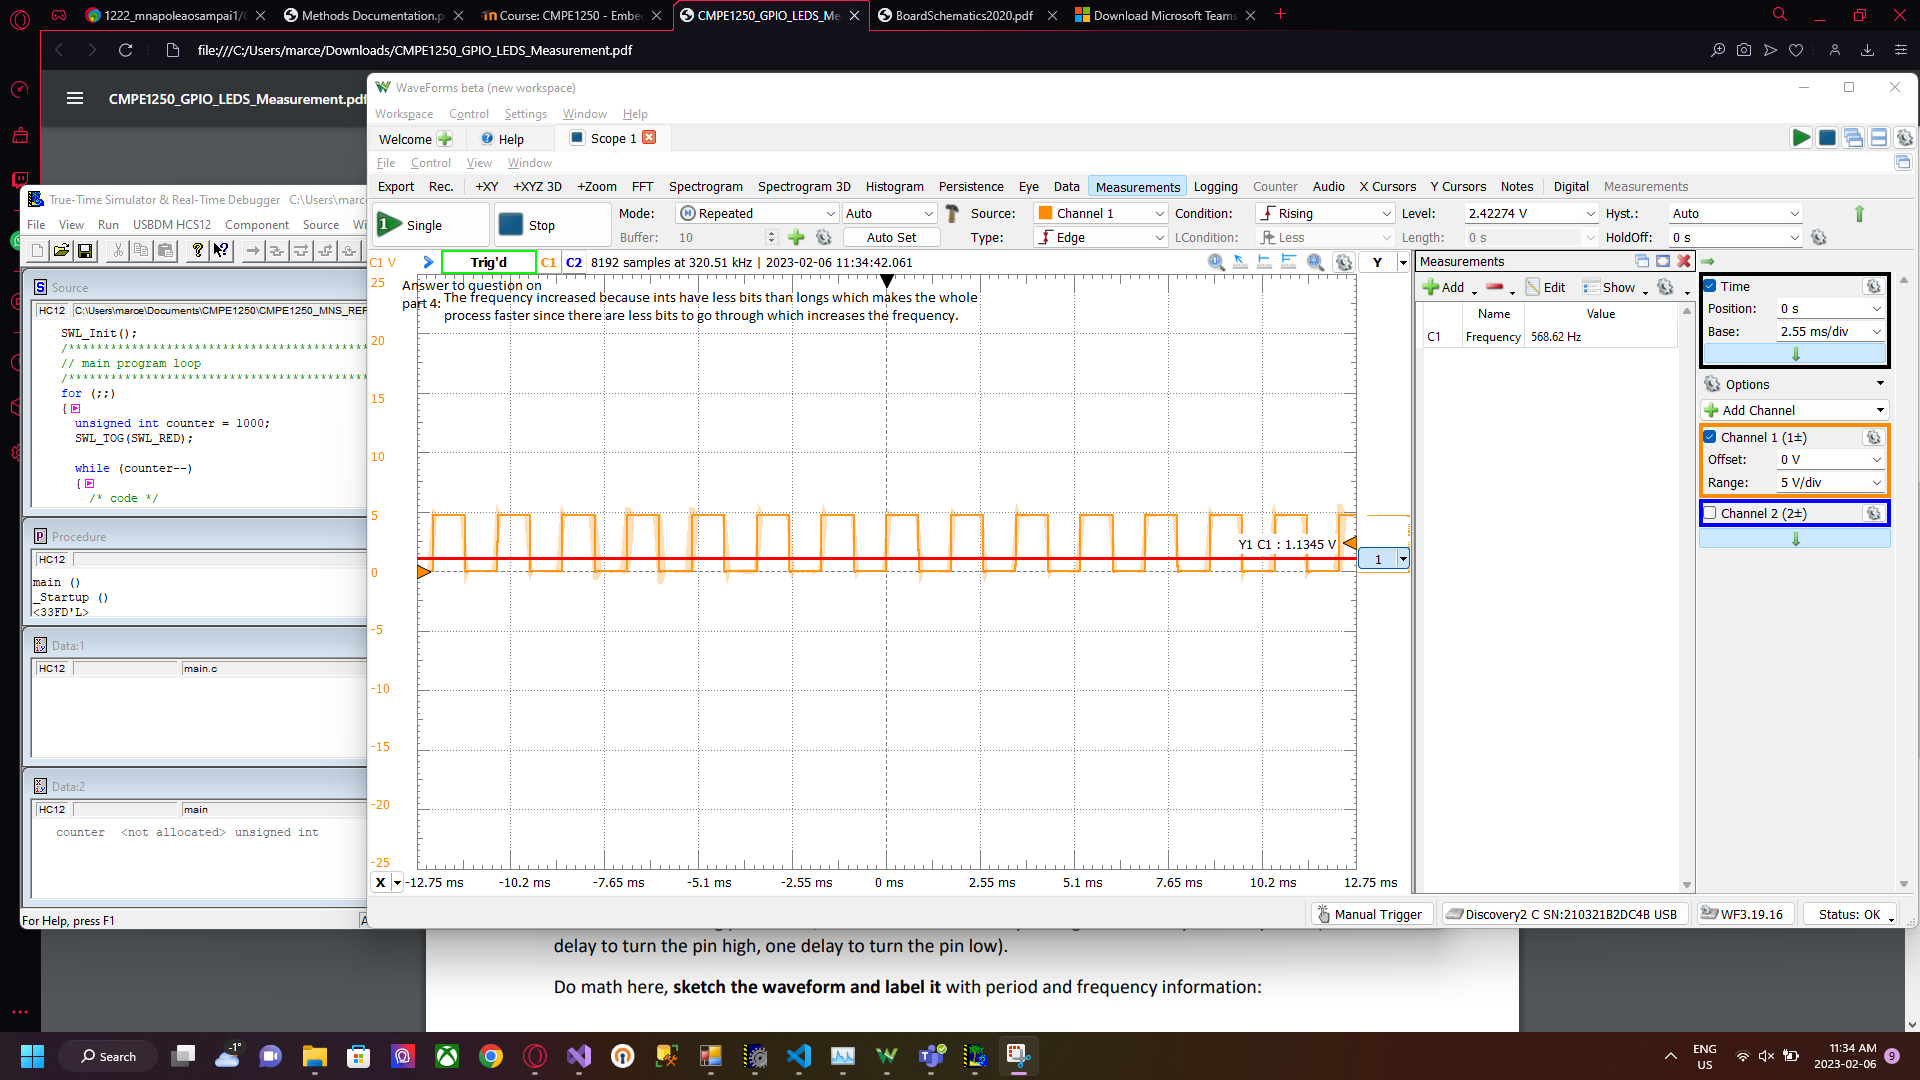 1222_mnapoleaosampai1/C
Methods Documentation.p
Course: CMPE1250 - Embe
CMPE1250_GPIO_LEDS_Me
BoardSchematics2020.pdf
Download Microsoft Teams
file:///C:/Users/marce/Downloads/CMPE1250_GPIO_LEDS_Measurement.pdf
CMPE1250_GPIO_LEDS_Measurement.pdf
WaveForms beta (new workspace)
Workspace Control Settings Window Help
Welcome Help Scope 1
File Control View Window
Export Rec. +XY +XYZ 3D +Zoom FFT Spectrogram Spectrogram 3D Histogram Persistence Eye Data Measurements Logging Counter Audio X Cursors Y Cursors Notes Digital Measurements
Single Stop Mode: Repeated Auto Source: Channel 1 Condition: Rising Level: 2.42274 V Hyst.: Auto
Buffer: 10 Auto Set Type: Edge LCondition: Less Length: 0 s HoldOff: 0 s
C1 V Trig'd C1 C2 8192 samples at 320.51 kHz | 2023-02-06 11:34:42.061 Y
Answer to question on
part 4: The frequency increased because ints have less bits than longs which makes the whole
process faster since there are less bits to go through which increases the frequency.
25
20
15
10
5
0
-5
-10
-15
-20
-25
Y1 C1 : 1.1345 V
1
X -12.75 ms -10.2 ms -7.65 ms -5.1 ms -2.55 ms 0 ms 2.55 ms 5.1 ms 7.65 ms 10.2 ms 12.75 ms
Measurements
Add Edit Show
Name Value
C1 Frequency 568.62 Hz
Time
Position: 0 s
Base: 2.55 ms/div
Options
Add Channel
Channel 1 (1±)
Offset: 0 V
Range: 5 V/div
Channel 2 (2±)
Manual Trigger Discovery2 C SN:210321B2DC4B USB WF3.19.16 Status: OK
True-Time Simulator & Real-Time Debugger C:\Users\marc
File View Run USBDM HCS12 Component Source Wi
Source
HC12 C:\Users\marce\Documents\CMPE1250\CMPE1250_MNS_REF
SWL_Init();
/********************************************
// main program loop
/********************************************
for (;;)
{
unsigned int counter = 1000;
SWL_TOG(SWL_RED);
while (counter--)
{
/* code */
Procedure
HC12
main ()
_Startup ()
<33FD'L>
Data:1
HC12 main.c
Data:2
HC12 main
counter <not allocated> unsigned int
For Help, press F1 A
delay to turn the pin high, one delay to turn the pin low).
Do math here, sketch the waveform and label it with period and frequency information:
Search
-1°
ENG
US
11:34 AM
2023-02-06
9